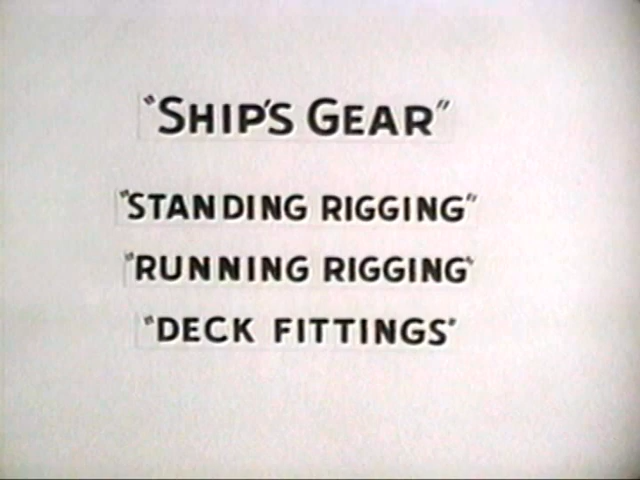 "SHIP'S GEAR"
"STANDING RIGGING"
"RUNNING RIGGING"
"DECK FITTINGS"